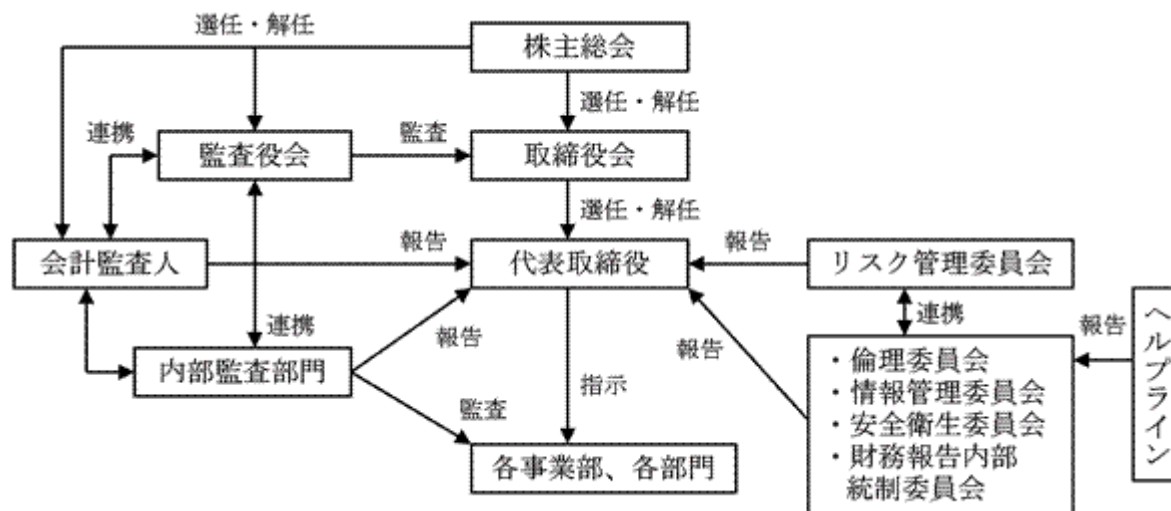 選任・解任
株主総会
選任・解任
連携
監査役会
監査
取締役会
選任・解任
会計監査人
報告
代表取締役
報告
リスク管理委員会
連携
報告
ヘルプライン
連携
内部監査部門
報告
報告
指示
監査
各事業部、各部門
・倫理委員会
・情報管理委員会
・安全衛生委員会
・財務報告内部
統制委員会